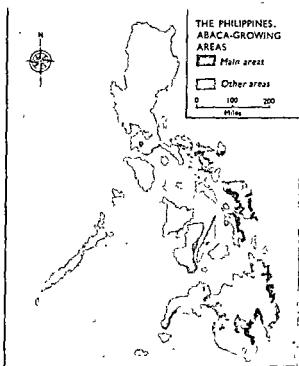 N
THE PHILIPPINES.
ABACA-GROWING
AREAS
Main areas
Other areas
0 100 200
Miles